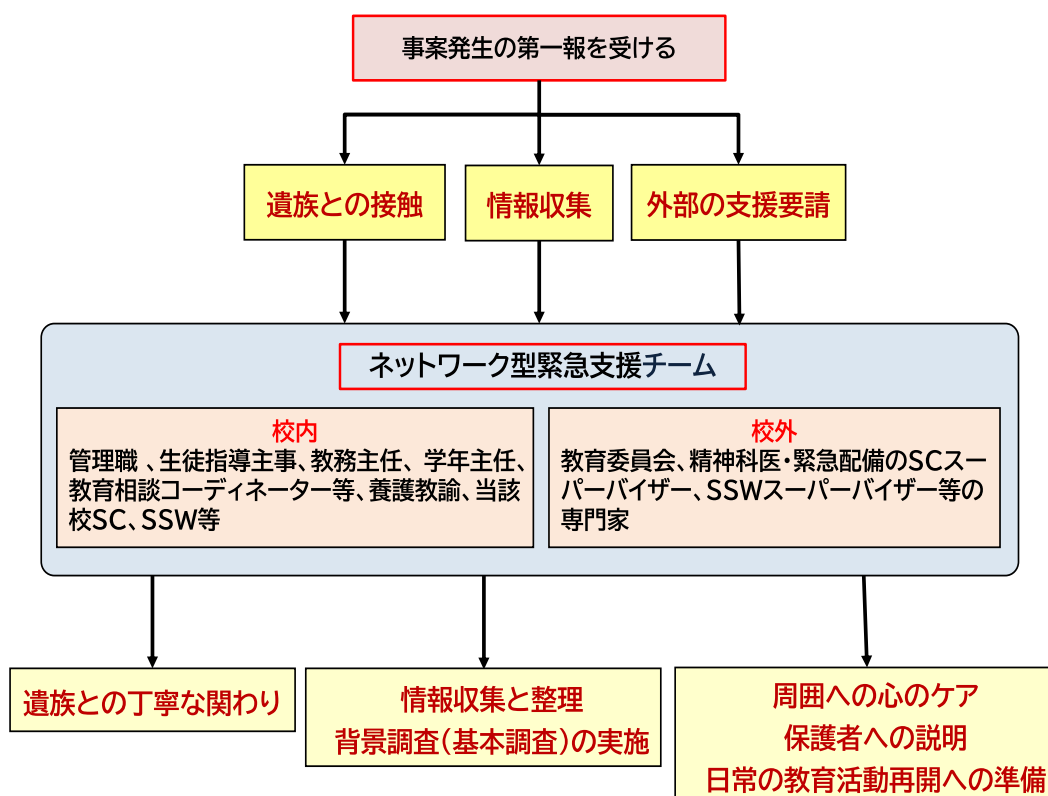 事案発生の第一報を受ける
遺族との接触
情報収集
外部の支援要請
ネットワーク型緊急支援チーム
校内
管理職 、生徒指導主事、教務主任、学年主任、
教育相談コーディネーター等、養護教諭、当該
校SC、SSW等
校外
教育委員会、精神科医・緊急配備のSCスー
パーバイザー、SSWスーパーバイザー等の
専門家
遺族との丁寧な関わり
情報収集と整理
背景調査(基本調査)の実施
周囲への心のケア
保護者への説明
日常の教育活動再開への準備